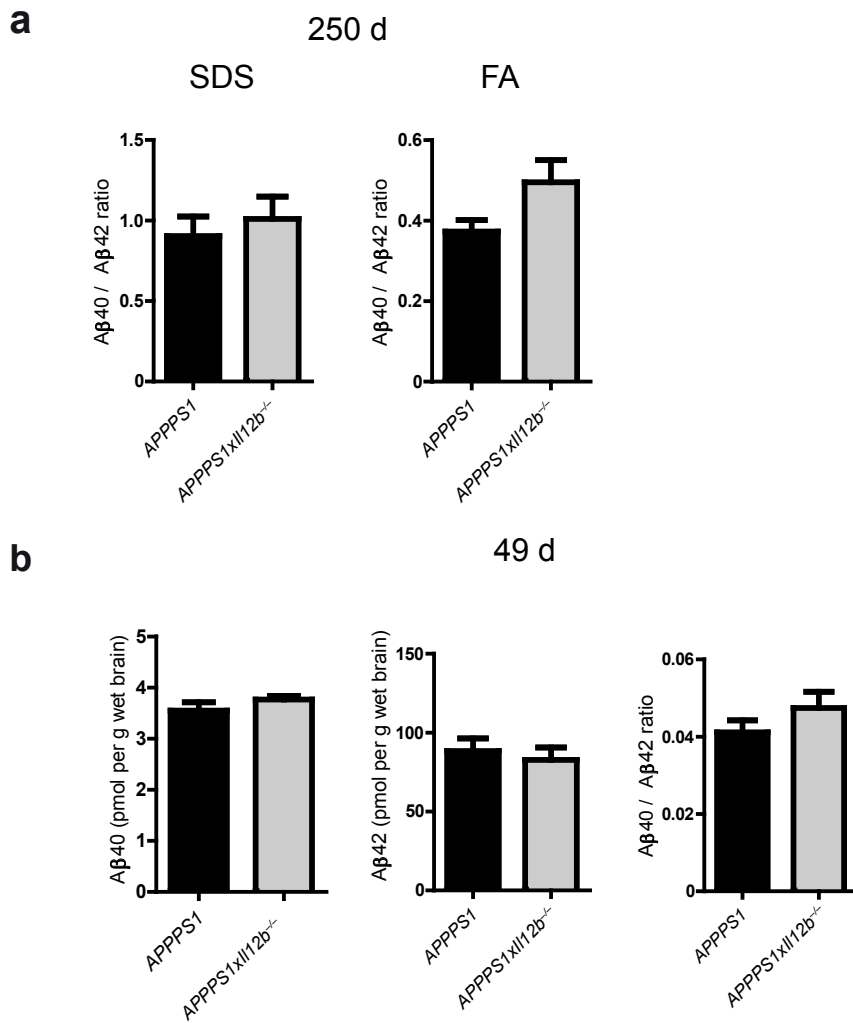 a
250 d
SDS
FA
Aβ40 / Aβ42 ratio
1.5
1.0
0.5
0
APPPS1
APPPS1xIl12b⁻/⁻
Aβ40 / Aβ42 ratio
0.6
0.4
0.2
0
APPPS1
APPPS1xIl12b⁻/⁻
b
49 d
Aβ40 (pmol per g wet brain)
5
4
3
2
1
0
APPPS1
APPPS1xIl12b⁻/⁻
Aβ42 (pmol per g wet brain)
150
100
50
0
APPPS1
APPPS1xIl12b⁻/⁻
Aβ40 / Aβ42 ratio
0.06
0.04
0.02
0
APPPS1
APPPS1xIl12b⁻/⁻